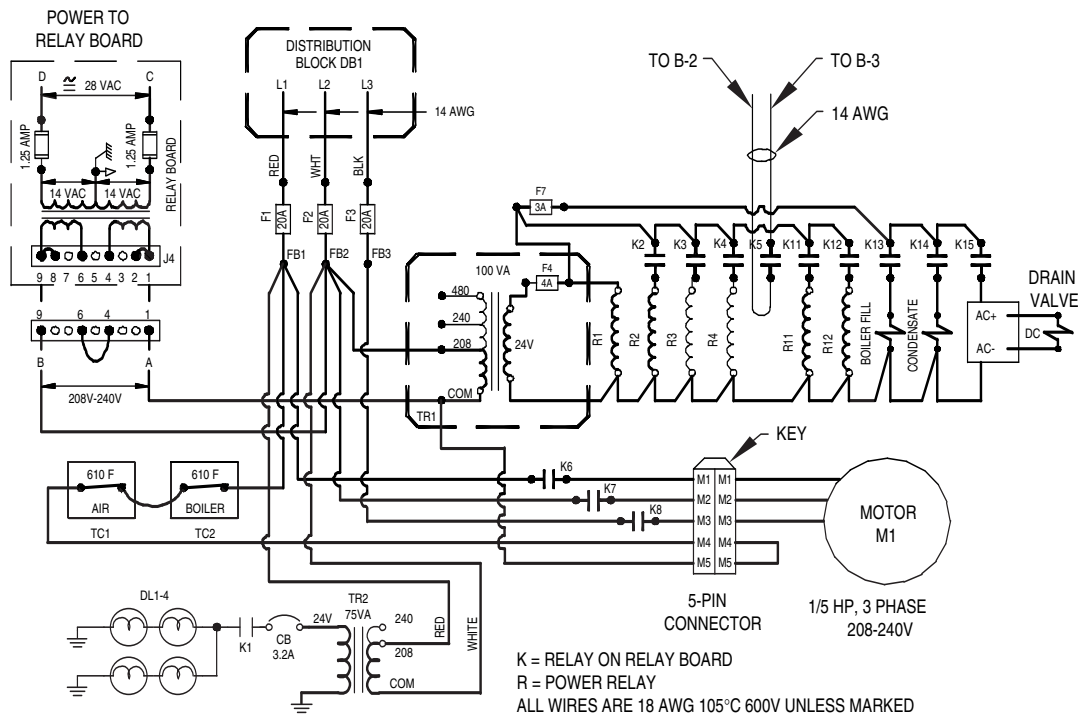 POWER TO
RELAY BOARD
D
C
≃ 28 VAC
1.25 AMP
1.25 AMP
14 VAC
14 VAC
RELAY BOARD
J4
9 8 7 6 5 4 3 2 1
9 6 4 1
B
A
208V-240V
DISTRIBUTION
BLOCK DB1
L1 L2 L3
14 AWG
RED
WHT
BLK
F1
20A
F2
20A
F3
20A
FB1
FB2
FB3
TO B-2
TO B-3
14 AWG
F7
3A
100 VA
F4
4A
480
240
208
24V
COM
TR1
K2 K3 K4 K5 K11 K12 K13 K14 K15
R1 R2 R3 R4 R11 R12
BOILER FILL
CONDENSATE
DRAIN
VALVE
AC+
AC-
DC
KEY
610 F
AIR
TC1
610 F
BOILER
TC2
K6
K7
K8
M1 M1
M2 M2
M3 M3
M4 M4
M5 M5
5-PIN
CONNECTOR
MOTOR
M1
1/5 HP, 3 PHASE
208-240V
DL1-4
K1
CB
3.2A
24V
TR2
75VA
240
208
COM
RED
WHITE
K = RELAY ON RELAY BOARD
R = POWER RELAY
ALL WIRES ARE 18 AWG 105°C 600V UNLESS MARKED